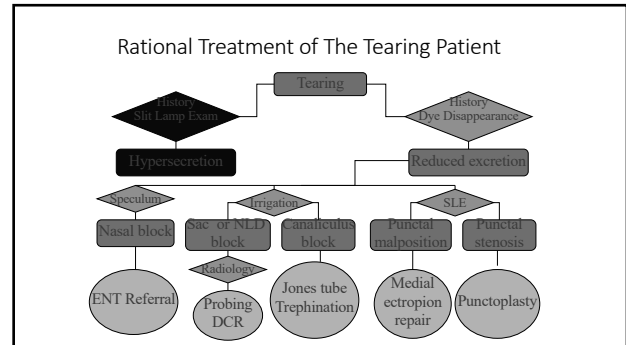 Rational Treatment of The Tearing Patient
Tearing
History
Slit Lamp Exam
History
Dye Disappearance
Hypersecretion
Reduced excretion
Speculum
Irrigation
SLE
Nasal block
Sac or NLD
block
Canaliculus
block
Punctal
malposition
Punctal
stenosis
Radiology
ENT Referral
Probing
DCR
Jones tube
Trephination
Medial
ectropion
repair
Punctoplasty